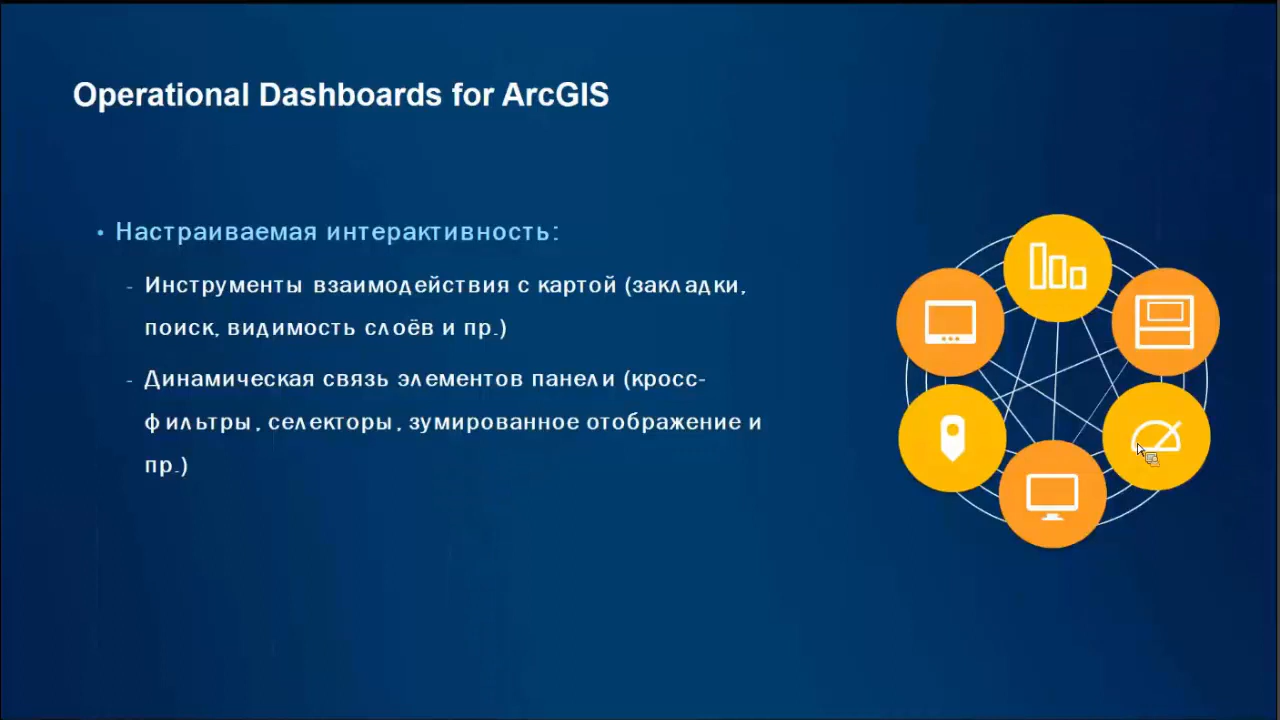 Operational Dashboards for ArcGIS
• Настраиваемая интерактивность:
- Инструменты взаимодействия с картой (закладки,
поиск, видимость слоёв и пр.)
- Динамическая связь элементов панели (кросс-
фильтры, селекторы, зумированное отображение и
пр.)